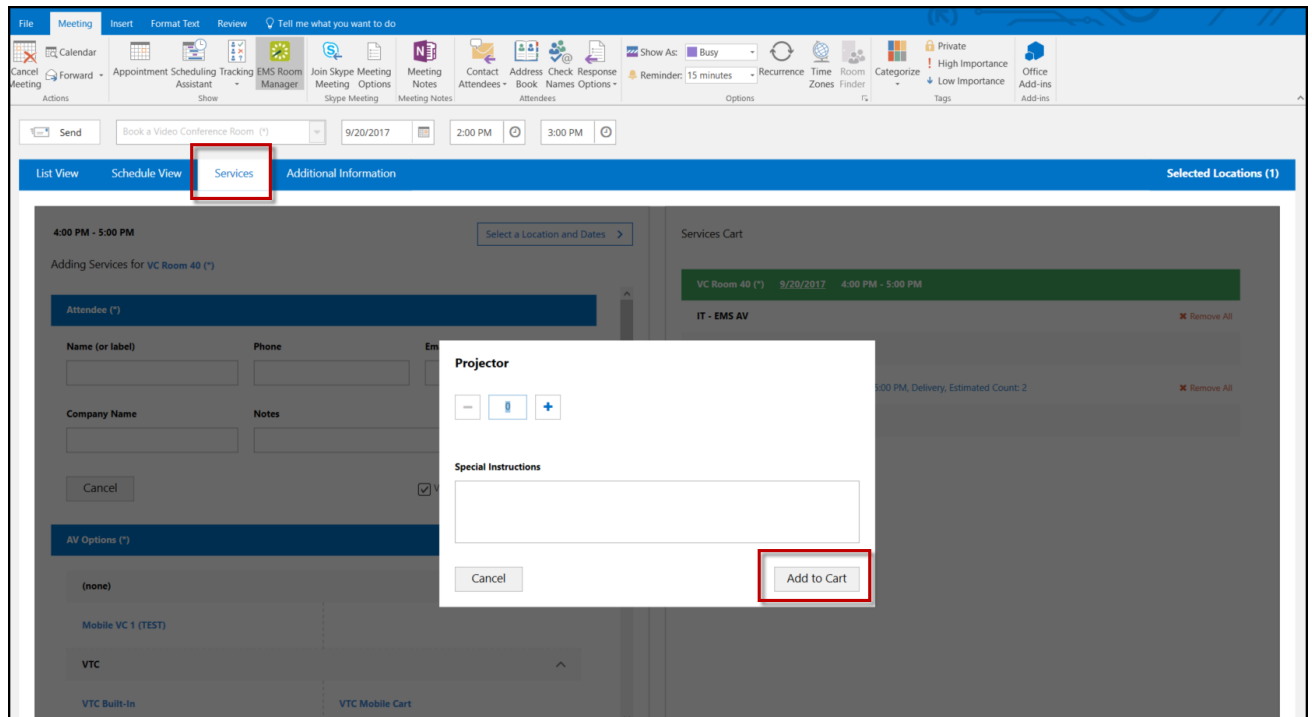 File Meeting Insert Format Text Review Tell me what you want to do
Cancel Meeting
Calendar
Forward
Actions
Appointment
Scheduling Assistant
Tracking
EMS Room Manager
Show
Join Skype Meeting
Meeting Options
Skype Meeting
Meeting Notes
Meeting Notes
Contact Attendees
Address Book
Check Names
Response Options
Attendees
Show As: Busy
Reminder: 15 minutes
Recurrence
Time Zones
Room Finder
Options
Categorize
Private
High Importance
Low Importance
Tags
Office Add-ins
Add-ins
Send Book a Video Conference Room (*) 9/20/2017 2:00 PM 3:00 PM
List View Schedule View Services Additional Information Selected Locations (1)
4:00 PM - 5:00 PM Select a Location and Dates
Adding Services for VC Room 40 (*)
Attendee (*)
Name (or label) Phone Em
Company Name Notes
Cancel
AV Options (*)
(none)
Mobile VC 1 (TEST)
VTC
VTC Built-In VTC Mobile Cart
Services Cart
VC Room 40 (*) 9/20/2017 4:00 PM - 5:00 PM
IT - EMS AV Remove All
5:00 PM, Delivery, Estimated Count: 2 Remove All
Projector
0
Special Instructions
Cancel Add to Cart